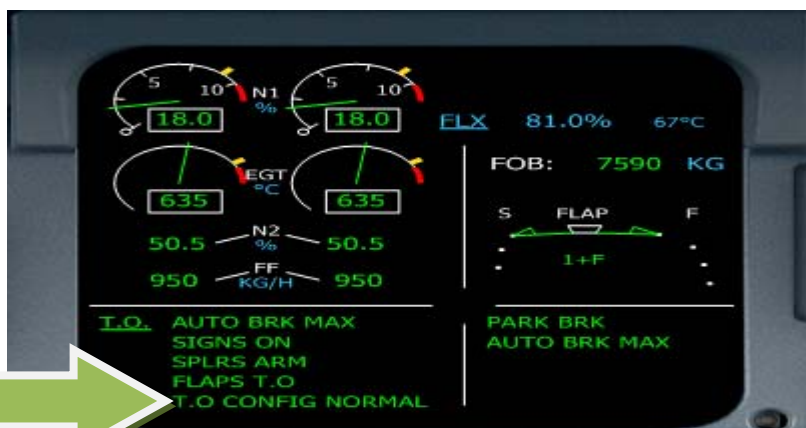 5 10 N1 5 10
%
18.0 18.0 FLX 81.0% 67°C
FOB: 7590 KG
EGT
°C
635 635
S FLAP F
N2
50.5 % 50.5
1+F
FF
950 KG/H 950
T.O. AUTO BRK MAX
SIGNS ON
SPLRS ARM
FLAPS T.O
T.O CONFIG NORMAL
PARK BRK
AUTO BRK MAX